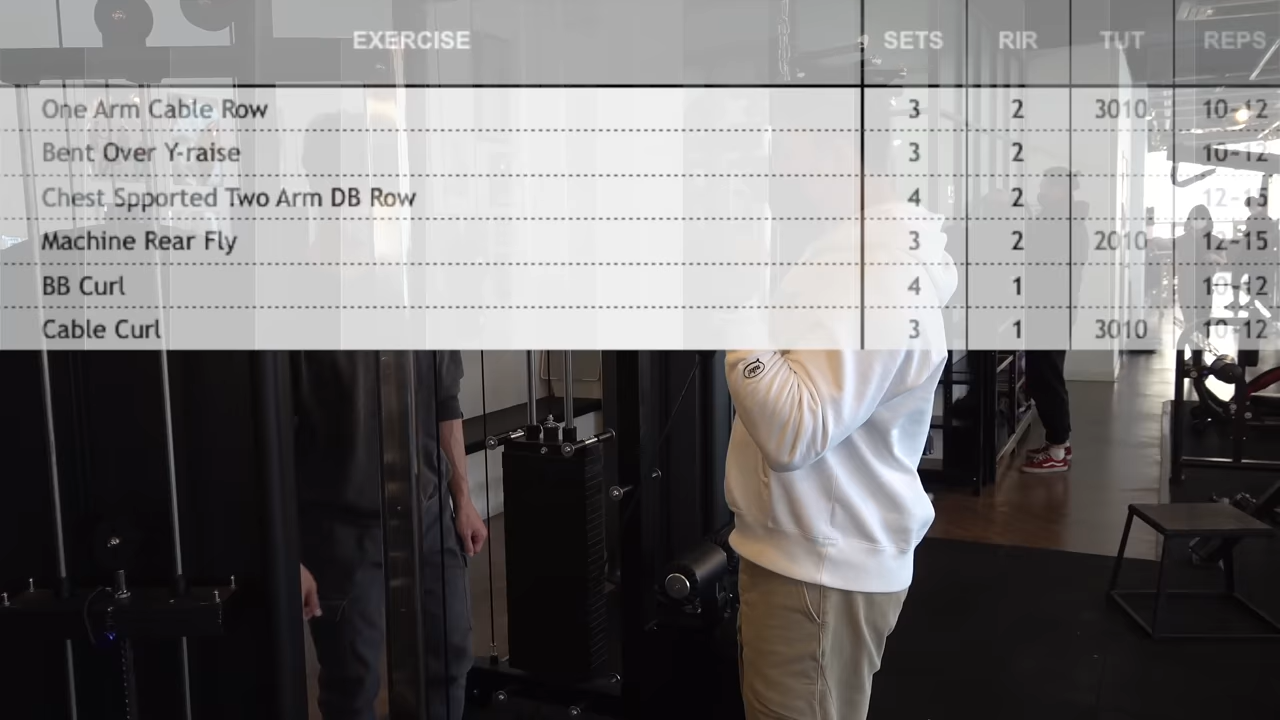 EXERCISE SETS RIR TUT REPS
One Arm Cable Row 3 2 3010 10-12
Bent Over Y-raise 3 2 10-12
Chest Spported Two Arm DB Row 4 2 12-15
Machine Rear Fly 3 2 2010 12-15
BB Curl 4 1 10-12
Cable Curl 3 1 3010 10-12